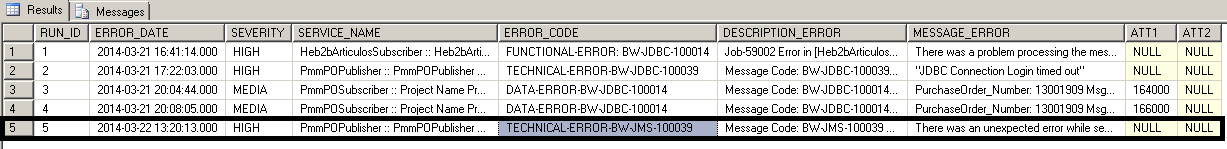 Results Messages
RUN_ID ERROR_DATE SEVERITY SERVICE_NAME ERROR_CODE DESCRIPTION_ERROR MESSAGE_ERROR ATT1 ATT2
1 1 2014-03-21 16:41:14.000 HIGH Heb2bArticulosSubscriber :: Heb2bArti... FUNCTIONAL-ERROR: BW-JDBC-100014 Job-59002 Error in [Heb2bArticulos... There was a problem processing the mes... NULL NULL
2 2 2014-03-21 17:22:03.000 HIGH PmmPOPublisher :: PmmPOPublisher ... TECHNICAL-ERROR-BW-JDBC-100039 Message Code: BW-JDBC-100039... "JDBC Connection Login timed out" NULL NULL
3 3 2014-03-21 20:04:44.000 MEDIA PmmPOPublisher :: Project Name Pr... DATA-ERROR-BW-JDBC-100014 Message Code: BW-JDBC-100014... PurchaseOrder_Number: 13001909 Msg... 164000 NULL
4 4 2014-03-21 20:08:05.000 MEDIA PmmPOPublisher :: Project Name Pr... DATA-ERROR-BW-JDBC-100014 Message Code: BW-JDBC-100014... PurchaseOrder_Number: 13001909 Msg... 166000 NULL
5 5 2014-03-22 13:20:13.000 HIGH PmmPOPublisher :: PmmPOPublisher ... TECHNICAL-ERROR-BW-JMS-100039 Message Code: BW-JMS-100039 ... There was an unexpected error while se... NULL NULL